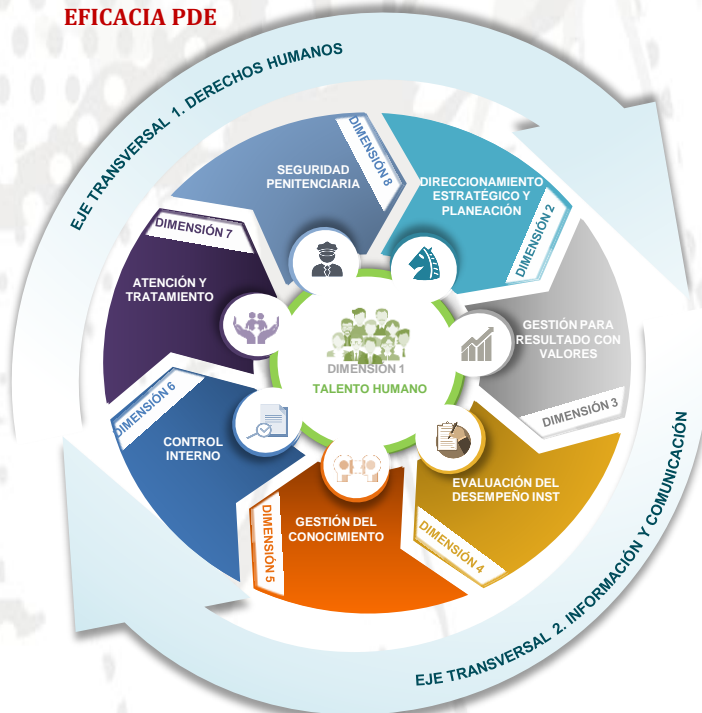 EFICACIA PDE
EJE TRANSVERSAL 1. DERECHOS HUMANOS
DIMENSIÓN 1
TALENTO HUMANO
DIRECCIONAMIENTO
ESTRATÉGICO Y
PLANEACIÓN
DIMENSIÓN 2
GESTIÓN PARA
RESULTADO CON
VALORES
DIMENSIÓN 3
EVALUACIÓN DEL
DESEMPEÑO INST
DIMENSIÓN 4
GESTIÓN DEL
CONOCIMIENTO
DIMENSIÓN 5
CONTROL
INTERNO
DIMENSIÓN 6
ATENCIÓN Y
TRATAMIENTO
DIMENSIÓN 7
SEGURIDAD
PENITENCIARIA
DIMENSIÓN 8
EJE TRANSVERSAL 2. INFORMACIÓN Y COMUNICACIÓN